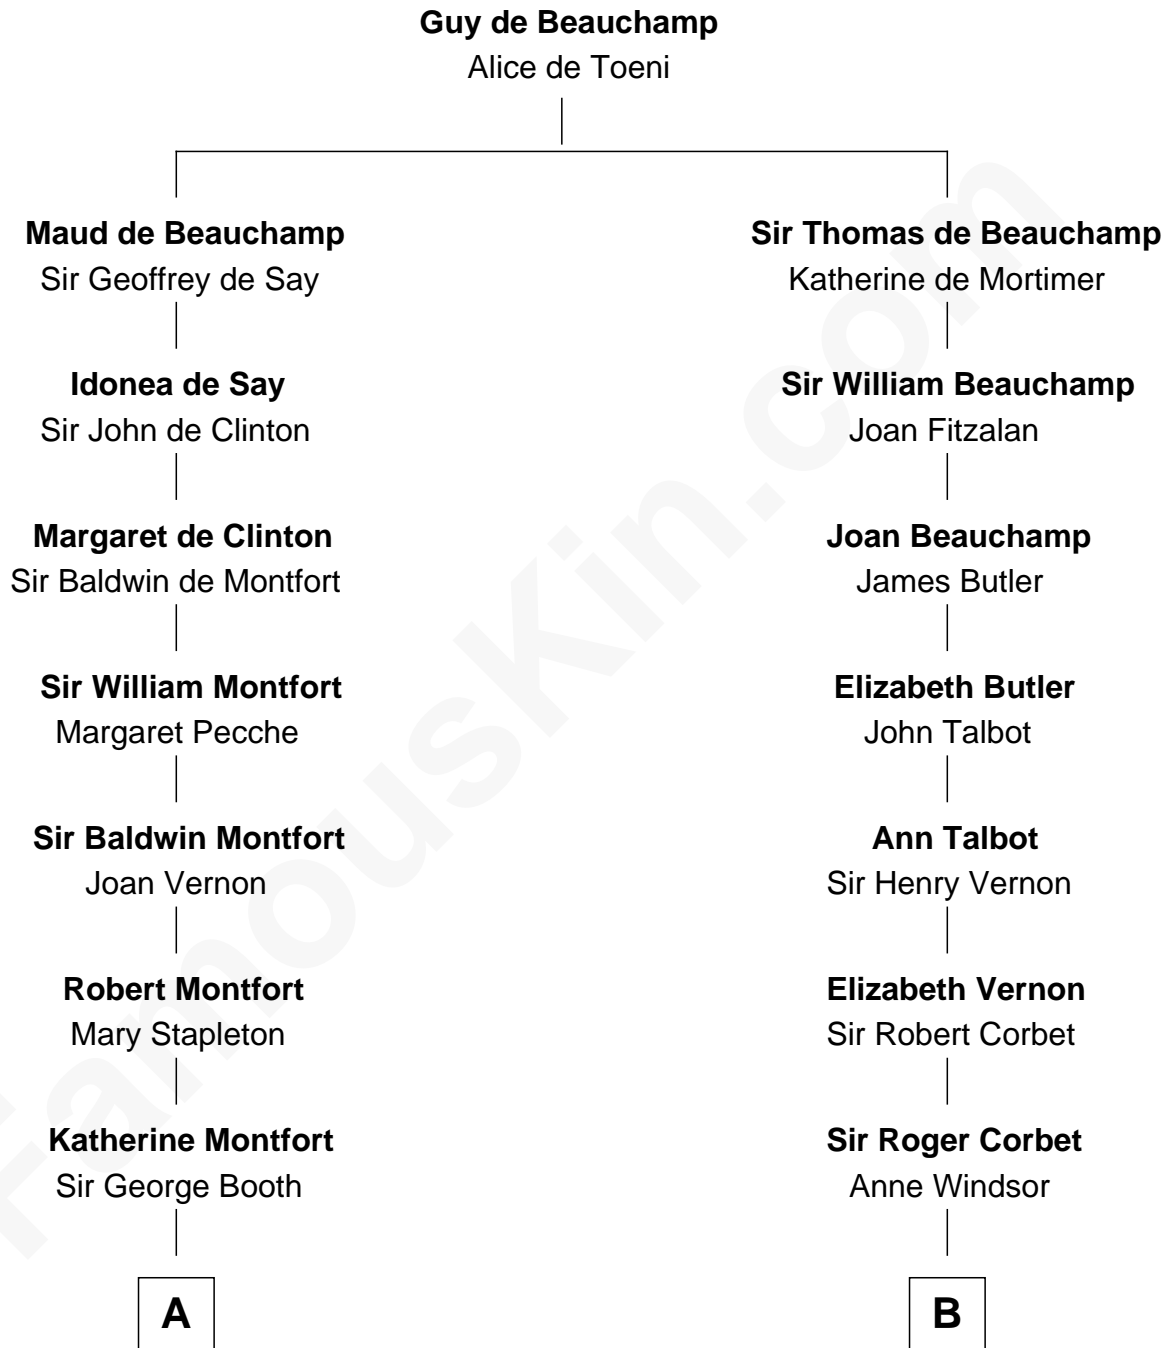 Guy de Beauchamp
Alice de Toeni
Maud de Beauchamp
Sir Geoffrey de Say
Sir Thomas de Beauchamp
Katherine de Mortimer
Idonea de Say
Sir John de Clinton
Sir William Beauchamp
Joan Fitzalan
Margaret de Clinton
Sir Baldwin de Montfort
Joan Beauchamp
James Butler
Sir William Montfort
Margaret Pecche
Elizabeth Butler
John Talbot
Sir Baldwin Montfort
Joan Vernon
Ann Talbot
Sir Henry Vernon
Robert Montfort
Mary Stapleton
Elizabeth Vernon
Sir Robert Corbet
Katherine Montfort
Sir George Booth
Sir Roger Corbet
Anne Windsor
A
B
FamousKin.com